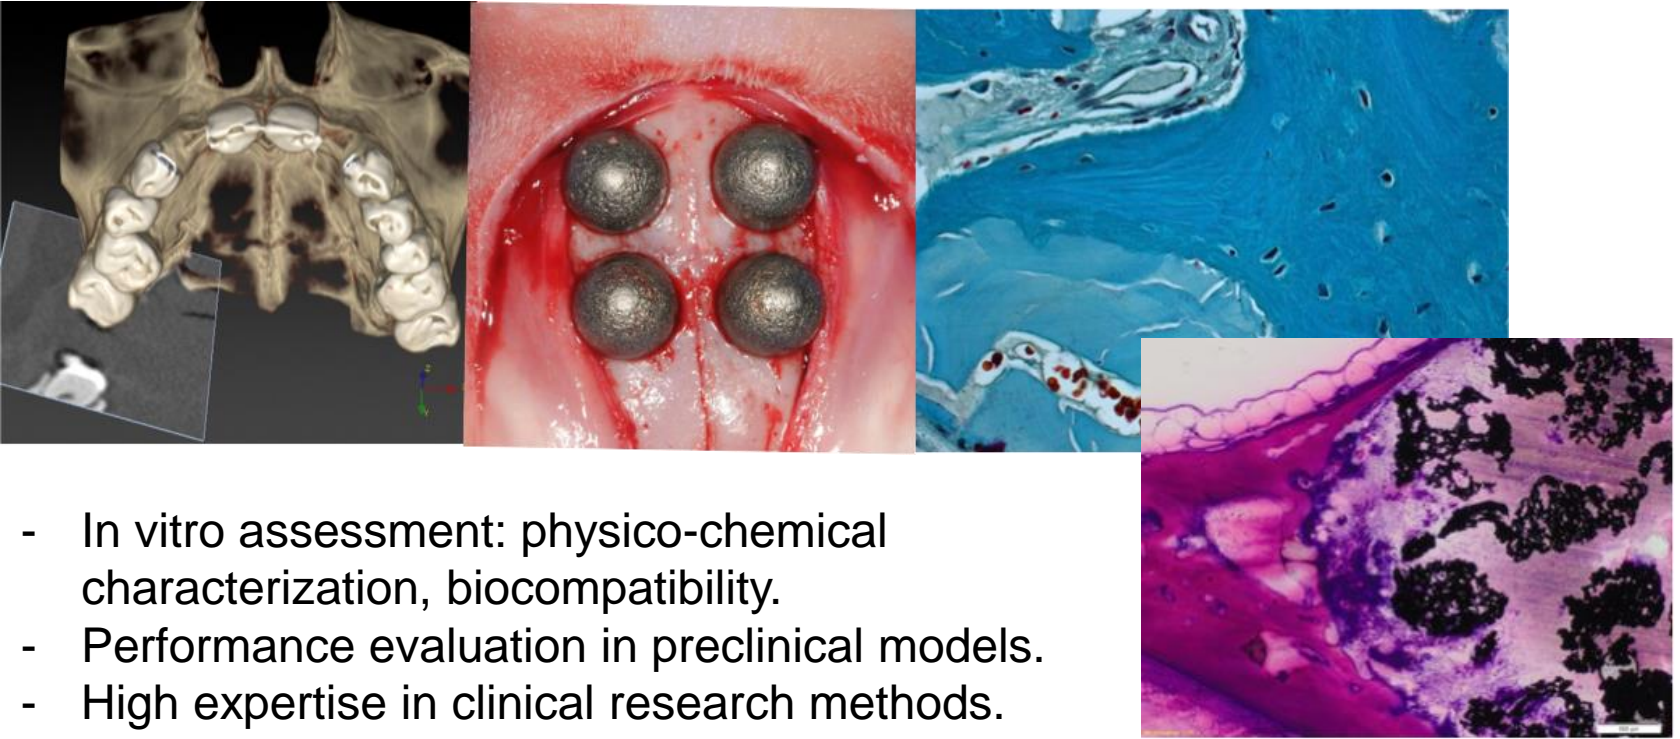 - In vitro assessment: physico-chemical
characterization, biocompatibility.
- Performance evaluation in preclinical models.
- High expertise in clinical research methods.